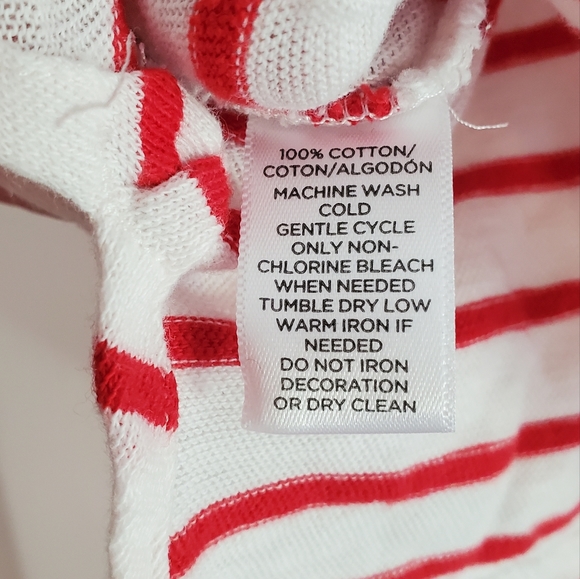 100% COTTON/
COTON/ALGODÓN
MACHINE WASH
COLD
GENTLE CYCLE
ONLY NON-
CHLORINE BLEACH
WHEN NEEDED
TUMBLE DRY LOW
WARM IRON IF
NEEDED
DO NOT IRON
DECORATION
OR DRY CLEAN